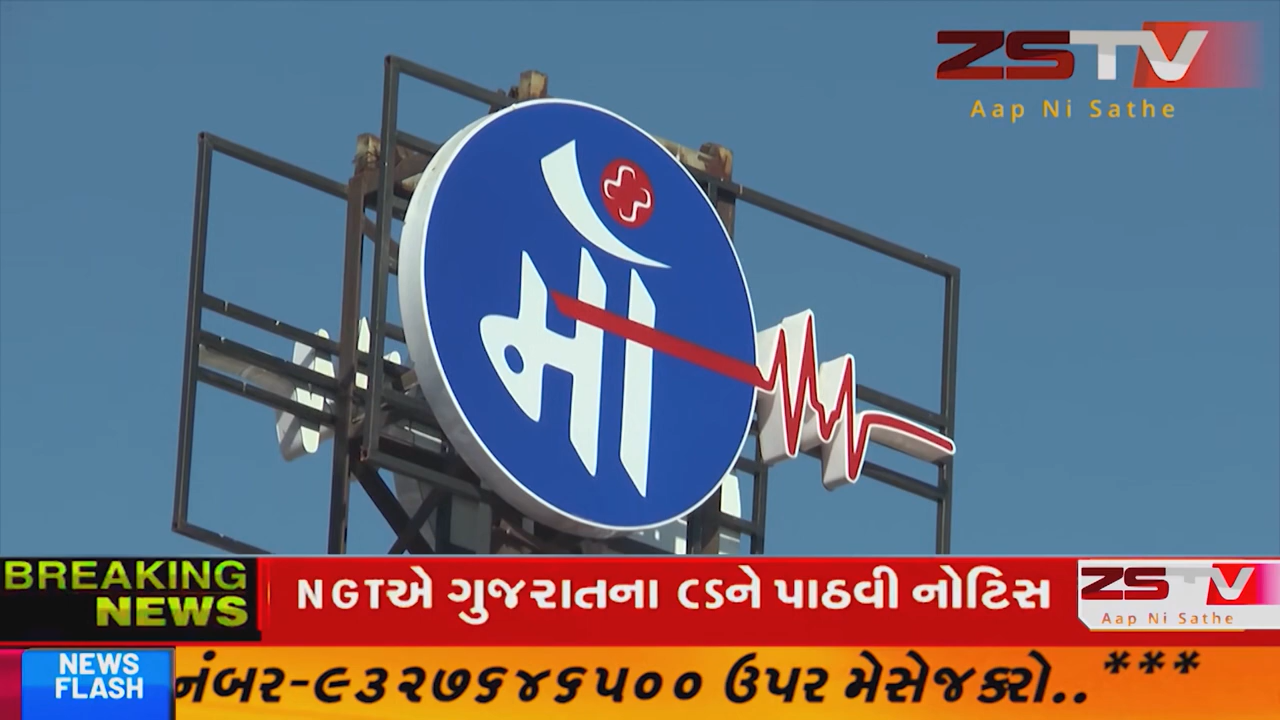 ZSTV
Aap Ni Sathe
માઁ
BREAKING
NEWS
NGTએ ગુજરાતના CSને પાઠવી નોટિસ
ZSTV
Aap Ni Sathe
NEWS
FLASH
નંબર-૯૩૨૭૬૪૬૫૦૦ ઉપર મેસેજ કરો.. ***